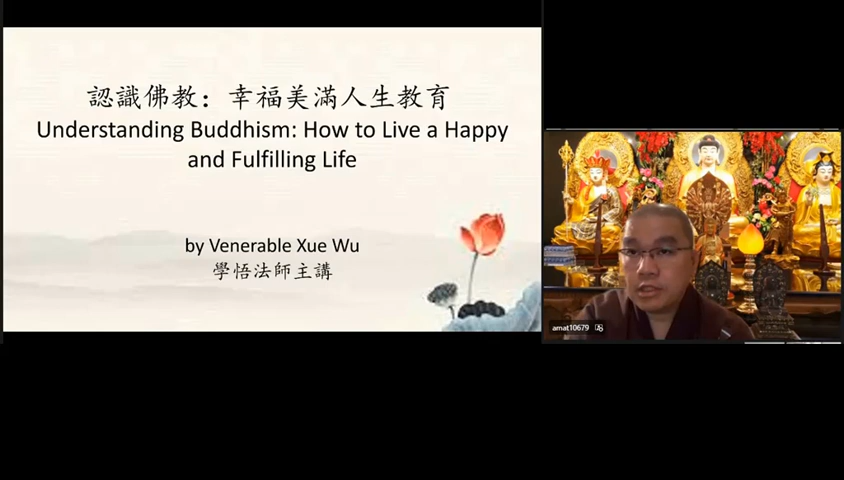 認識佛教：幸福美滿人生教育
Understanding Buddhism: How to Live a Happy
and Fulfilling Life
by Venerable Xue Wu
學悟法師主講
amat10679